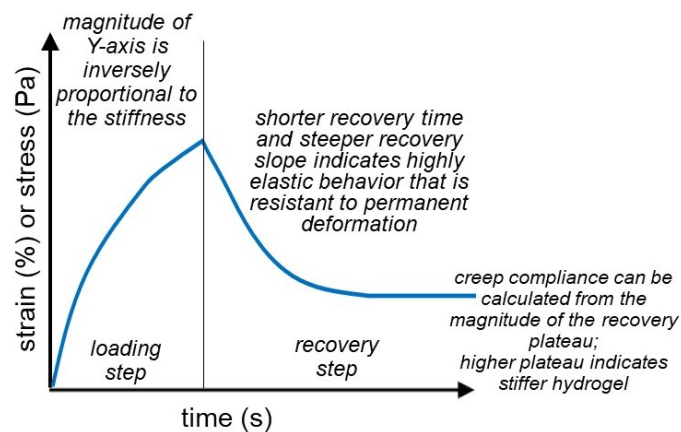 magnitude of
Y-axis is
inversely
proportional to
the stiffness
strain (%) or stress (Pa)
shorter recovery time
and steeper recovery
slope indicates highly
elastic behavior that is
resistant to permanent
deformation
creep compliance can be
calculated from the
magnitude of the recovery
plateau;
higher plateau indicates
stiffer hydrogel
loading
step
recovery
step
time (s)